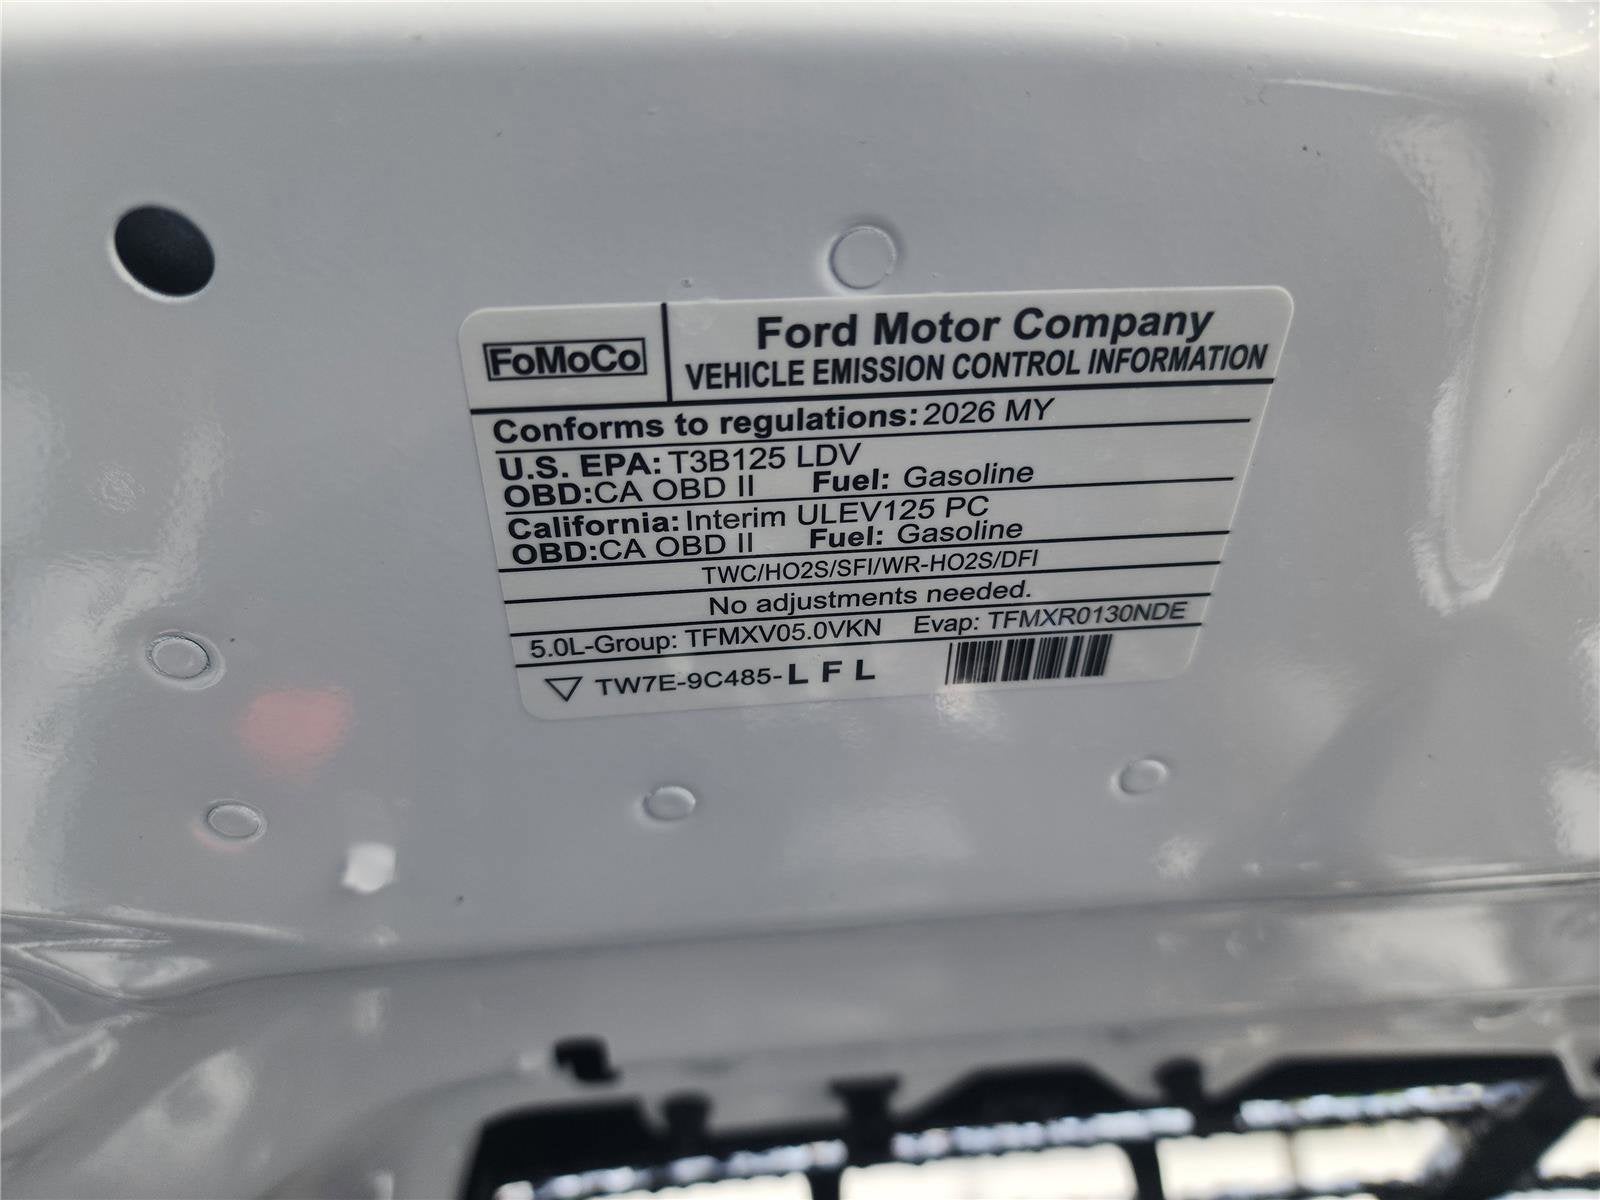 FoMoCo
Ford Motor Company
VEHICLE EMISSION CONTROL INFORMATION
Conforms to regulations: 2026 MY
U.S. EPA: T3B125 LDV
OBD:CA OBD II Fuel: Gasoline
California: Interim ULEV125 PC
OBD:CA OBD II Fuel: Gasoline
TWC/HO2S/SFI/WR-HO2S/DFI
No adjustments needed.
5.0L-Group: TFMXV05.0VKN Evap: TFMXR0130NDE
TW7E-9C485-L F L